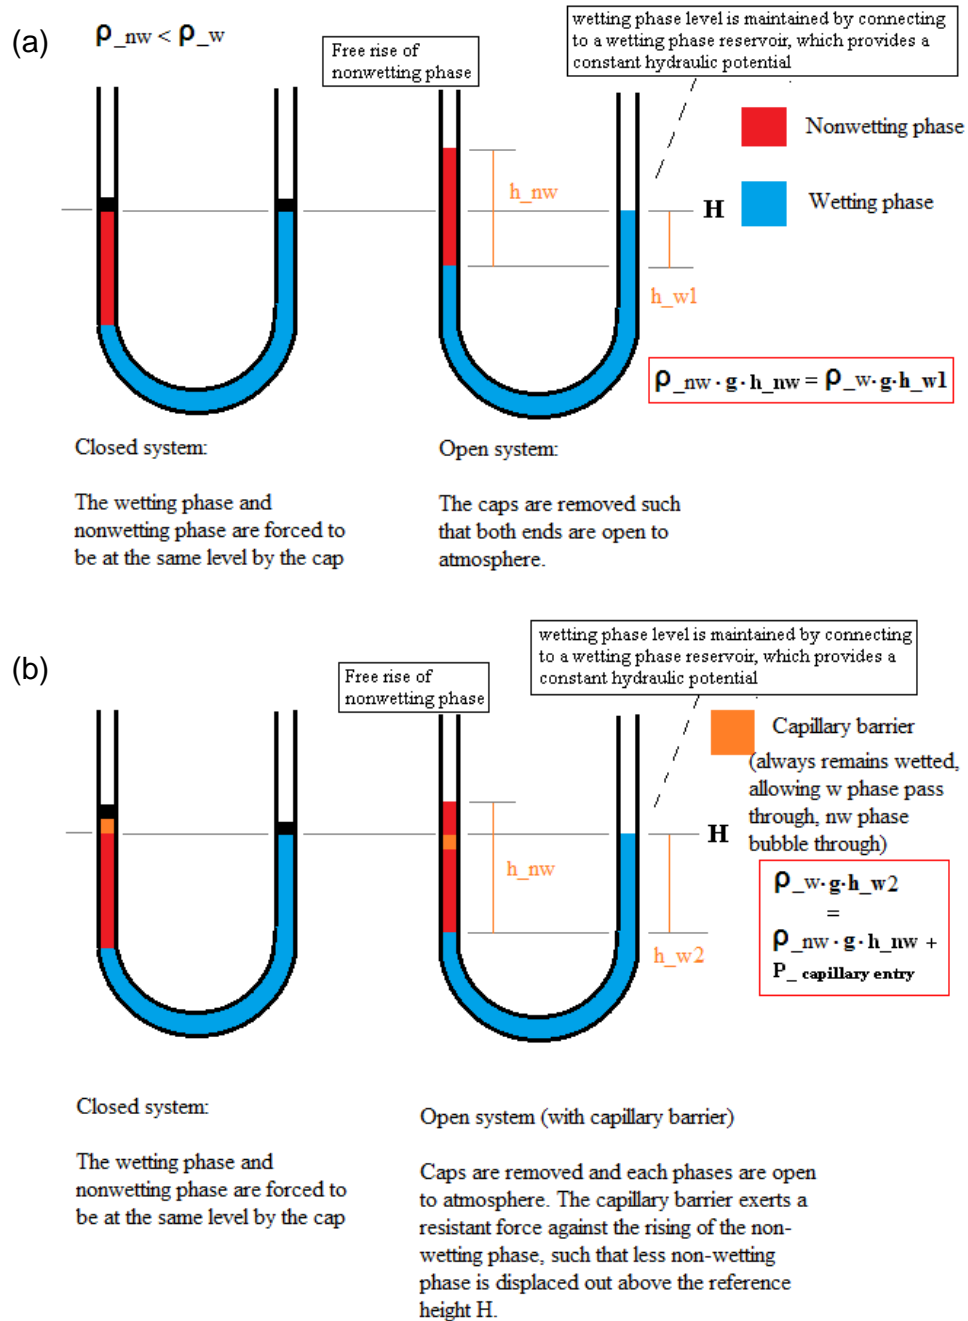 (a)
ρ_nw < ρ_w
Free rise of
nonwetting phase
wetting phase level is maintained by connecting
to a wetting phase reservoir, which provides a
constant hydraulic potential
Nonwetting phase
Wetting phase
h_nw
H
h_w1
ρ_nw · g · h_nw = ρ_w·g·h_w1
Closed system:
The wetting phase and
nonwetting phase are forced to
be at the same level by the cap
Open system:
The caps are removed such
that both ends are open to
atmosphere.
(b)
Free rise of
nonwetting phase
wetting phase level is maintained by connecting
to a wetting phase reservoir, which provides a
constant hydraulic potential
Capillary barrier
(always remains wetted,
allowing w phase pass
through, nw phase
bubble through)
h_nw
H
h_w2
ρ_w·g·h_w2
=
ρ_nw · g · h_nw +
P_ capillary entry
Closed system:
The wetting phase and
nonwetting phase are forced to
be at the same level by the cap
Open system (with capillary barrier)
Caps are removed and each phases are open
to atmosphere. The capillary barrier exerts a
resistant force against the rising of the non-
wetting phase, such that less non-wetting
phase is displaced out above the reference
height H.